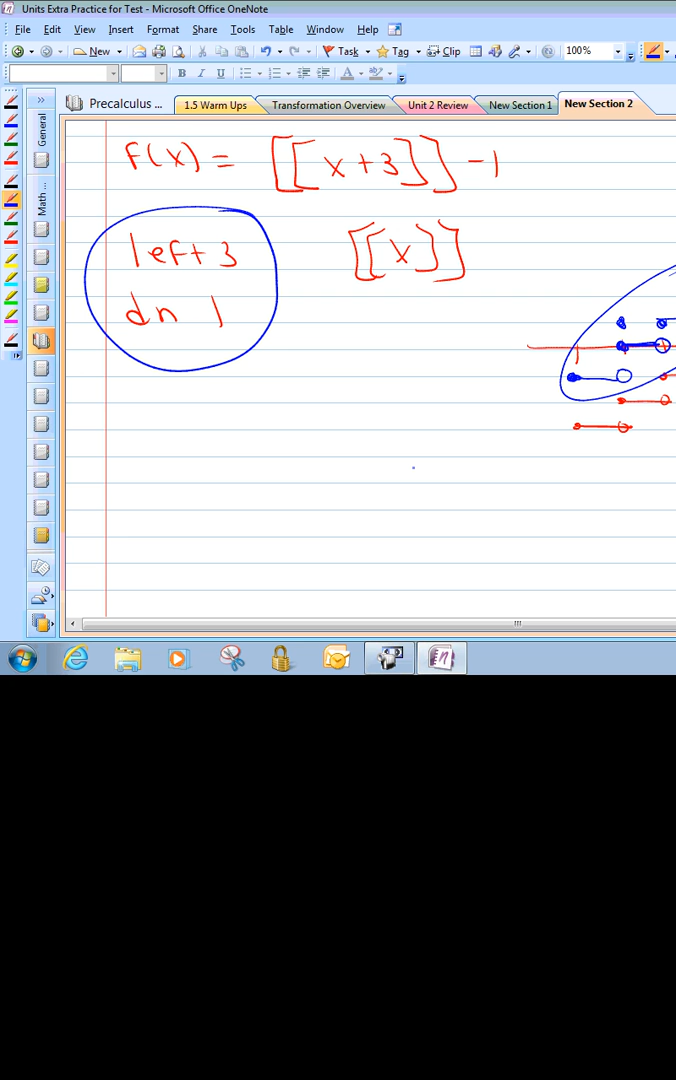 Units Extra Practice for Test - Microsoft Office OneNote
File Edit View Insert Format Share Tools Table Window Help
New Task Tag Clip 100%
B I U A ab
Precalculus ... 1.5 Warm Ups Transformation Overview Unit 2 Review New Section 1 New Section 2
General
Math ...
f(x) = [[x+3]] -1
left 3 [[x]]
dn 1